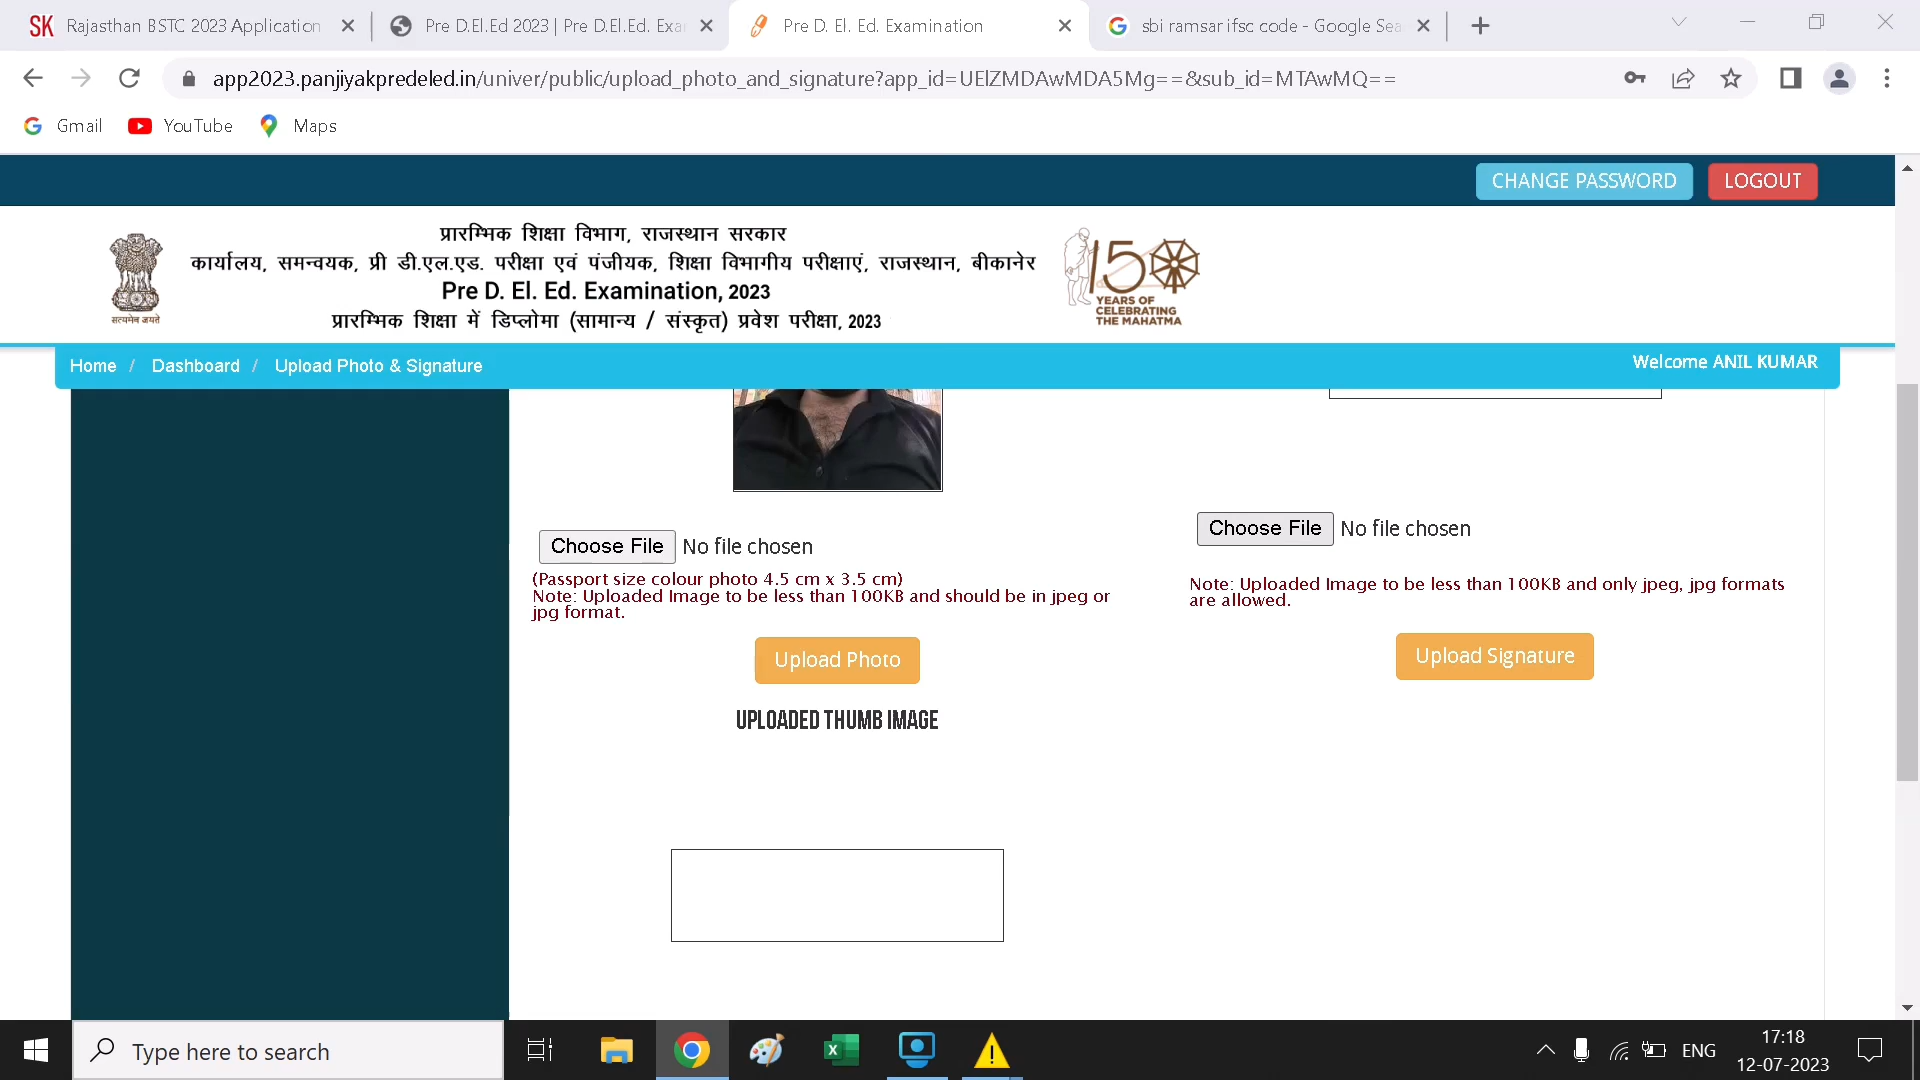 Rajasthan BSTC 2023 Application
Pre D.El.Ed 2023 | Pre D.El.Ed. Exa
Pre D. El. Ed. Examination
sbi ramsar ifsc code - Google Sea
app2023.panjiyakpredeled.in/univer/public/upload_photo_and_signature?app_id=UElZMDAwMDA5Mg==&sub_id=MTAwMQ==
Gmail
YouTube
Maps
CHANGE PASSWORD
LOGOUT
प्रारम्भिक शिक्षा विभाग, राजस्थान सरकार
कार्यालय, समन्वयक, प्री डी.एल.एड. परीक्षा एवं पंजीयक, शिक्षा विभागीय परीक्षाएं, राजस्थान, बीकानेर
Pre D. El. Ed. Examination, 2023
प्रारम्भिक शिक्षा में डिप्लोमा (सामान्य / संस्कृत) प्रवेश परीक्षा, 2023
सत्यमेव जयते
150
YEARS OF
CELEBRATING
THE MAHATMA
Home / Dashboard / Upload Photo & Signature
Welcome ANIL KUMAR
Choose File No file chosen
(Passport size colour photo 4.5 cm x 3.5 cm)
Note: Uploaded Image to be less than 100KB and should be in jpeg or
jpg format.
Upload Photo
Choose File No file chosen
Note: Uploaded Image to be less than 100KB and only jpeg, jpg formats
are allowed.
Upload Signature
UPLOADED THUMB IMAGE
Type here to search
ENG
17:18
12-07-2023